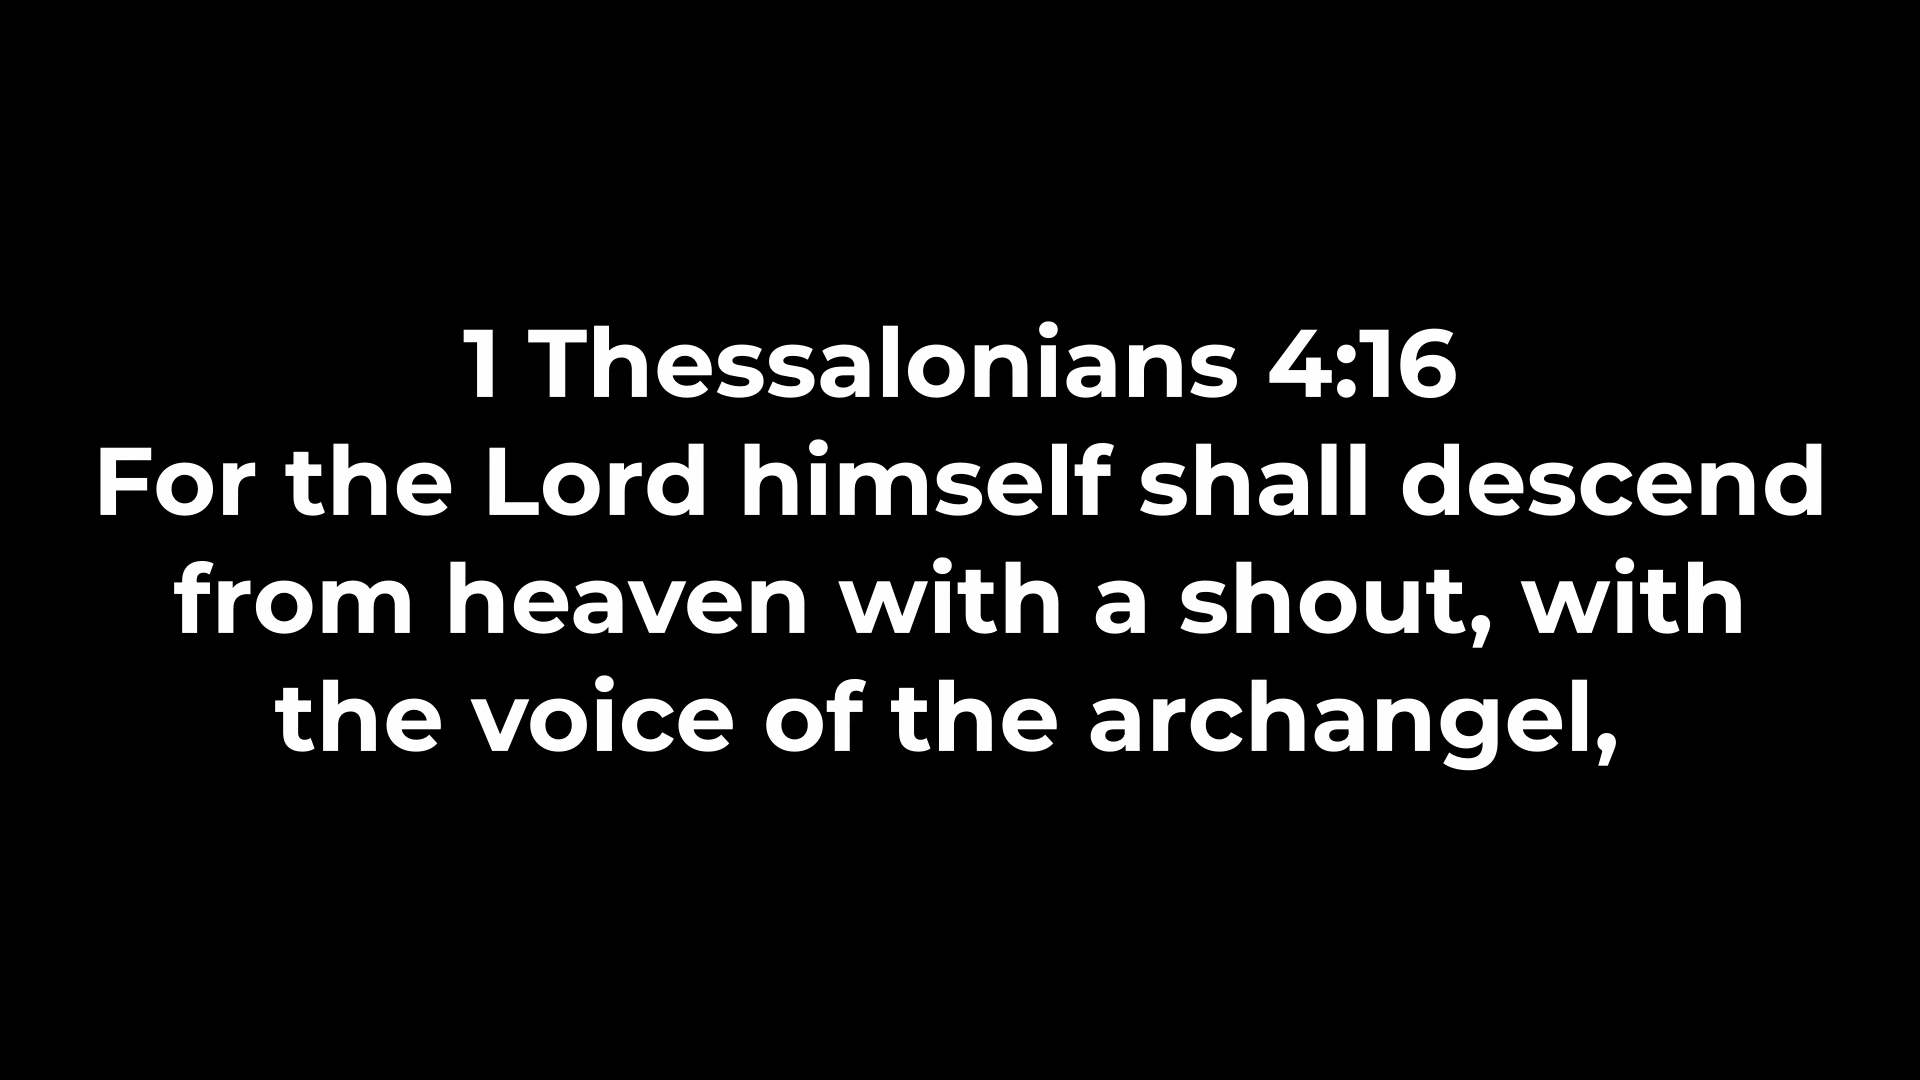 1 Thessalonians 4:16
For the Lord himself shall descend
from heaven with a shout, with
the voice of the archangel,